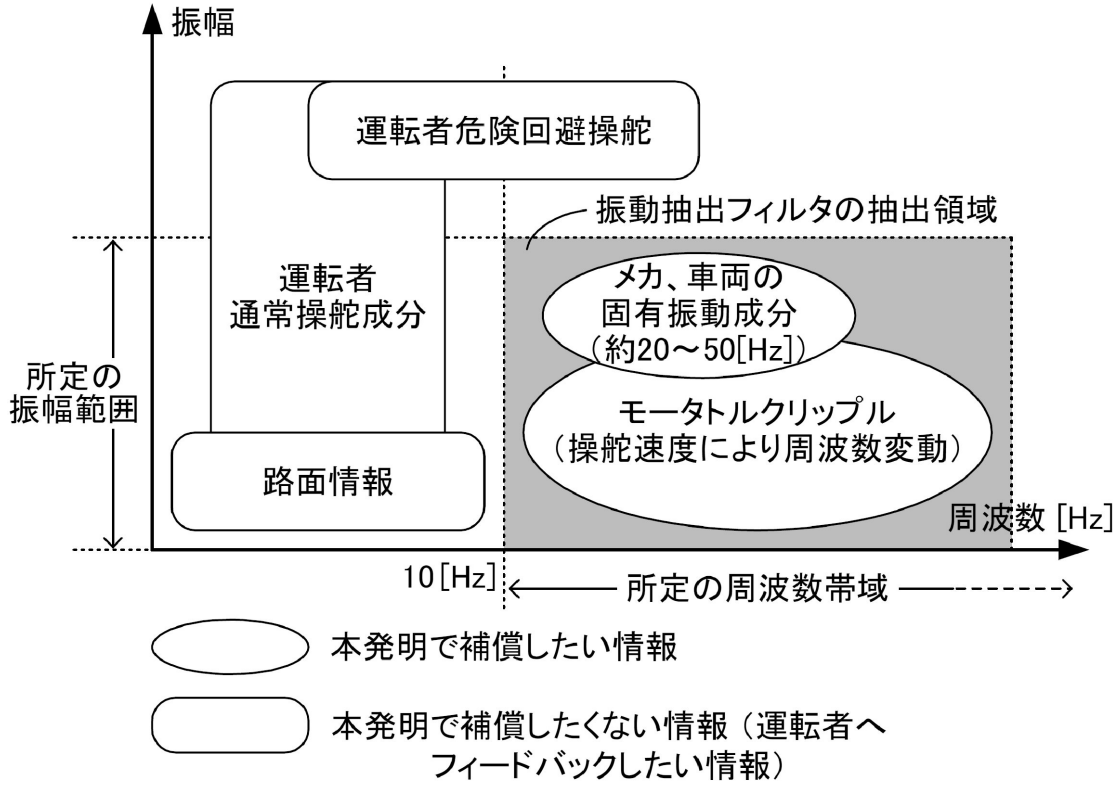 振幅
運転者危険回避操舵
振動抽出フィルタの抽出領域
運転者
通常操舵成分
メカ、車両の
固有振動成分
(約20～50[Hz])
所定の
振幅範囲
モータトルクリップル
(操舵速度により周波数変動)
路面情報
周波数 [Hz]
10[Hz]
所定の周波数帯域
本発明で補償したい情報
本発明で補償したくない情報（運転者へ
フィードバックしたい情報）